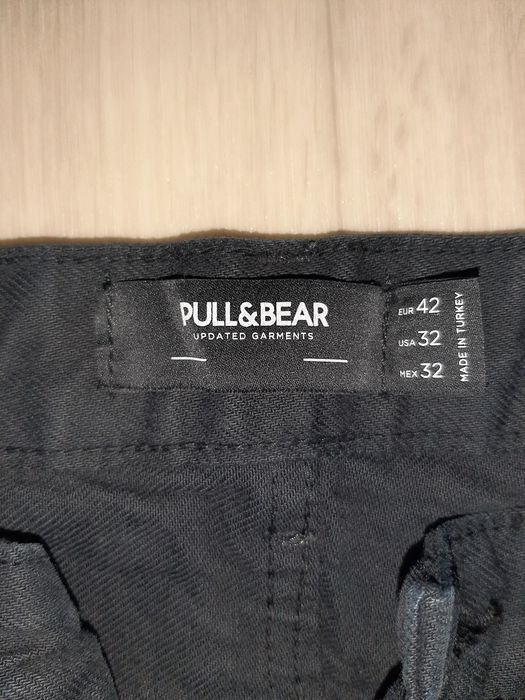 PULL&BEAR
UPDATED GARMENTS
EUR 42
USA 32
MEX 32
MADE IN TURKEY